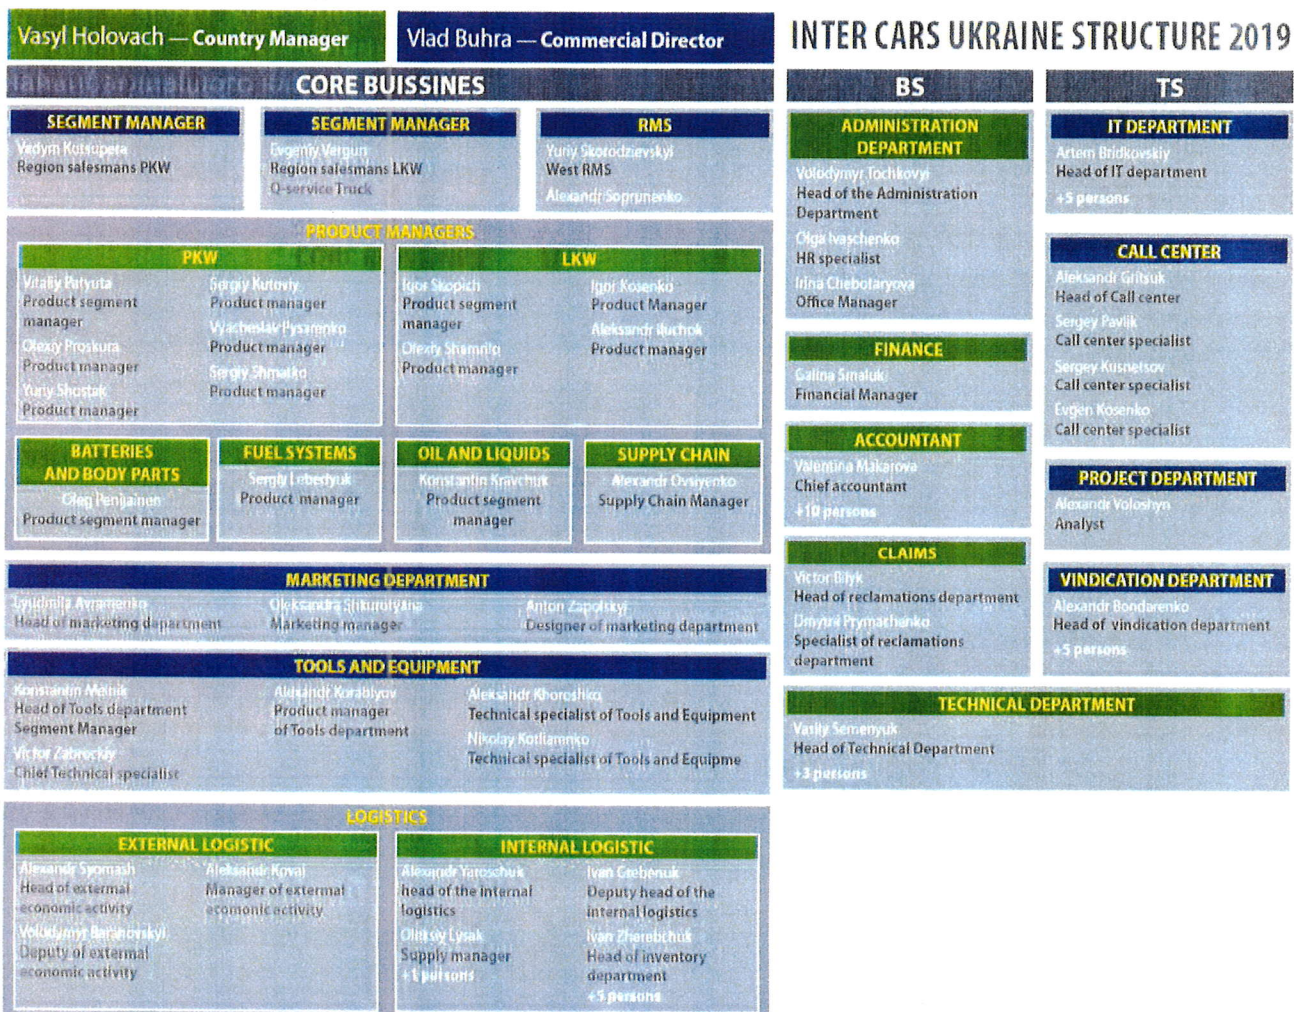 Vasyl Holovach — Country Manager
Vlad Buhra — Commercial Director
INTER CARS UKRAINE STRUCTURE 2019
CORE BUISSINES
SEGMENT MANAGER
Vadym Kutsupera
Region salesmans PKW
SEGMENT MANAGER
Evgeniy Vergun
Region salesmans LKW
Q-service Truck
RMS
Yuriy Skorodzievskyi
West RMS
Alexandr Soprunenko
PRODUCT MANAGERS
PKW
Vitaliy Patyuta
Product segment
manager
Olexiy Proskura
Product manager
Yuriy Shostak
Product manager
Sergiy Kutoviy
Product manager
Vyacheslav Pysarenko
Product manager
Sergiy Shmatko
Product manager
LKW
Igor Skopich
Product segment
manager
Olexiy Shamrilo
Product manager
Igor Kosenko
Product Manager
Aleksandr Iluchok
Product manager
BATTERIES
AND BODY PARTS
Oleg Penijainen
Product segment manager
FUEL SYSTEMS
Sergiy Lebedyuk
Product manager
OIL AND LIQUIDS
Konstantin Kravchuk
Product segment
manager
SUPPLY CHAIN
Alexandr Ovsiyenko
Supply Chain Manager
MARKETING DEPARTMENT
Lyudmila Avramenko
Head of marketing department
Oleksandra
Marketing manager
Anton Zapolskyi
Designer of marketing department
TOOLS AND EQUIPMENT
Konstantin Melnik
Head of Tools department
Segment Manager
Victor Zabrockiy
Chief Technical specialist
Alexandr Korablyov
Product manager
of Tools department
Aleksandr Khoroshko
Technical specialist of Tools and Equipment
Nikolay Kotliarenko
Technical specialist of Tools and Equipme
LOGISTICS
EXTERNAL LOGISTIC
Alexandr Syomash
Head of extermal
economic activity
Volodymyr Baranovskyi
Deputy of extermal
economic activity
Aleksandr Koval
Manager of extermal
ecomonic activity
INTERNAL LOGISTIC
Alexandr Yaroschuk
head of the internal
logistics
Oleksiy Lysak
Supply manager
+1 persons
Ivan Grebenuk
Deputy head of the
internal logistics
Ivan Zherebchuk
Head of inventory
department
+5 persons
BS
ADMINISTRATION
DEPARTMENT
Volodymyr Tochkovyi
Head of the Administration
Department
Olga Ivaschenko
HR specialist
Irina Chebotaryova
Office Manager
FINANCE
Galina Smaluk
Financial Manager
ACCOUNTANT
Valentina Makarova
Chief accountant
+10 persons
CLAIMS
Victor Bilyk
Head of reclamations department
Dmytrii Prymachenko
Specialist of reclamations
department
TS
IT DEPARTMENT
Artem Bridkovskiy
Head of IT department
+5 persons
CALL CENTER
Aleksandr Gritsuk
Head of Call center
Sergey Pavlik
Call center specialist
Sergey Kusnetsov
Call center specialist
Evgen Kosenko
Call center specialist
PROJECT DEPARTMENT
Alexandr Voloshyn
Analyst
VINDICATION DEPARTMENT
Alexandr Bondarenko
Head of vindication department
+5 persons
TECHNICAL DEPARTMENT
Vasily Semenyuk
Head of Technical Department
+3 persons